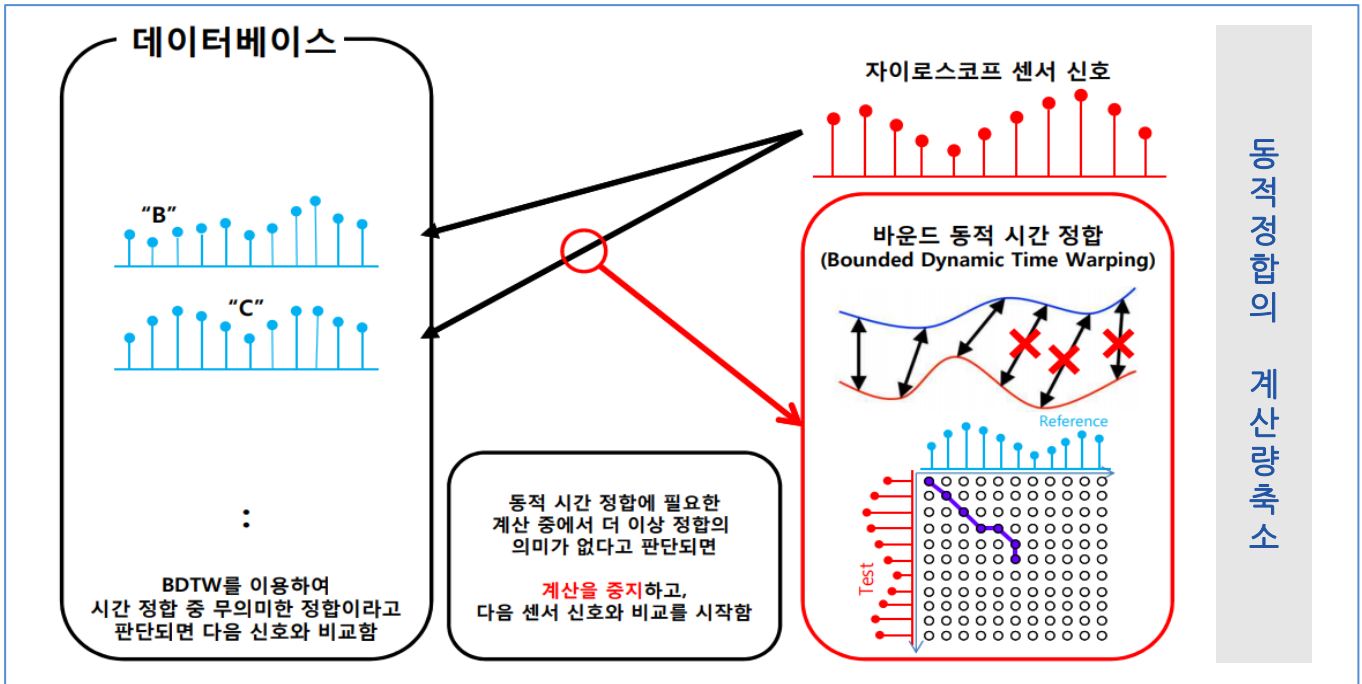 데이터베이스
“B”
“C”
:
BDTW를 이용하여
시간 정합 중 무의미한 정합이라고
판단되면 다음 신호와 비교함
동적 시간 정합에 필요한
계산 중에서 더 이상 정합의
의미가 없다고 판단되면
계산을 중지하고,
다음 센서 신호와 비교를 시작함
자이로스코프 센서 신호
바운드 동적 시간 정합
(Bounded Dynamic Time Warping)
Reference
Test
동적정합의 계산량축소